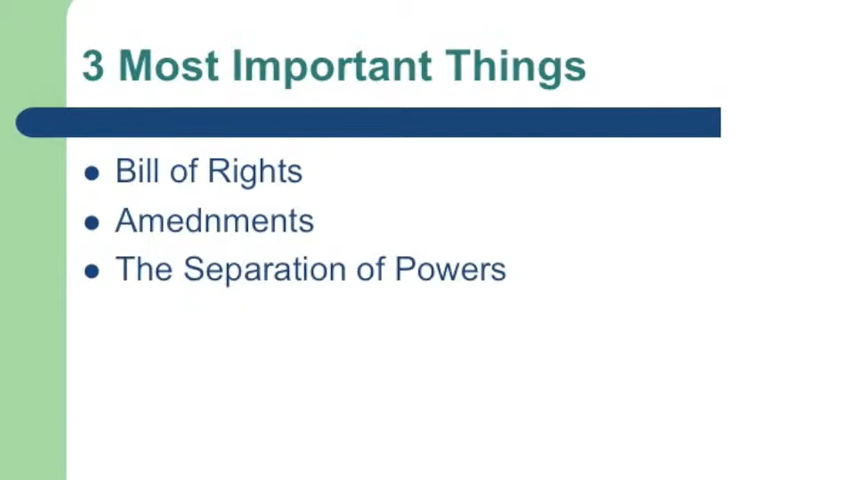 3 Most Important Things
● Bill of Rights
● Amednments
● The Separation of Powers